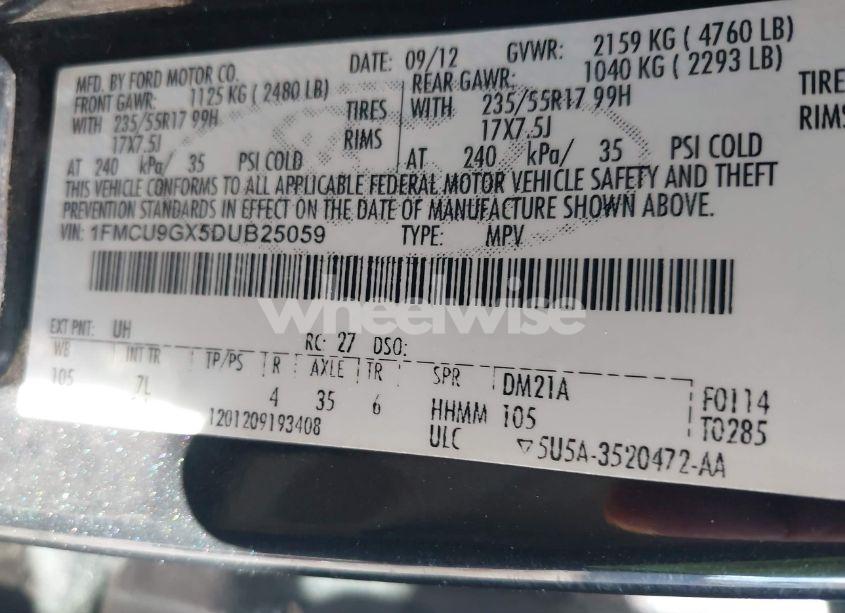 MFD. BY FORD MOTOR CO. DATE: 09/12 GVWR: 2159 KG ( 4760 LB)
FRONT GAWR: 1125 KG ( 2480 LB) REAR GAWR: 1040 KG ( 2293 LB)
WITH 235/55R17 99H TIRES WITH 235/55R17 99H TIRES
17X7.5J RIMS 17X7.5J RIMS
AT 240 kPa/ 35 PSI COLD AT 240 kPa/ 35 PSI COLD
THIS VEHICLE CONFORMS TO ALL APPLICABLE FEDERAL MOTOR VEHICLE SAFETY AND THEFT
PREVENTION STANDARDS IN EFFECT ON THE DATE OF MANUFACTURE SHOWN ABOVE.
VIN: 1FMCU9GX5DUB25059 TYPE: MPV
wheelwise
EXT PNT: UH RC: 27 DSO:
WB INT TR TP/PS R AXLE TR SPR DM21A F0114
105 7L 4 35 6 HHMM 105 T0285
1201209193408 ULC ▽5U5A-3520472-AA